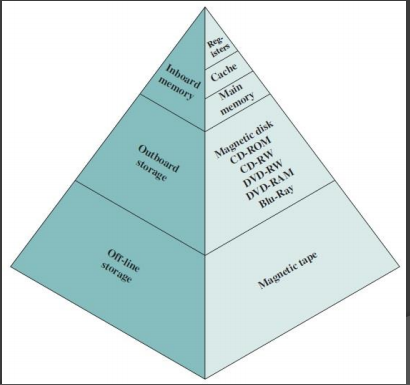 Inboard
memory
Reg-
isters
Cache
Main
memory
Outboard
storage
Magnetic disk
CD-ROM
CD-RW
DVD-RW
DVD-RAM
Blu-Ray
Off-line
storage
Magnetic tape